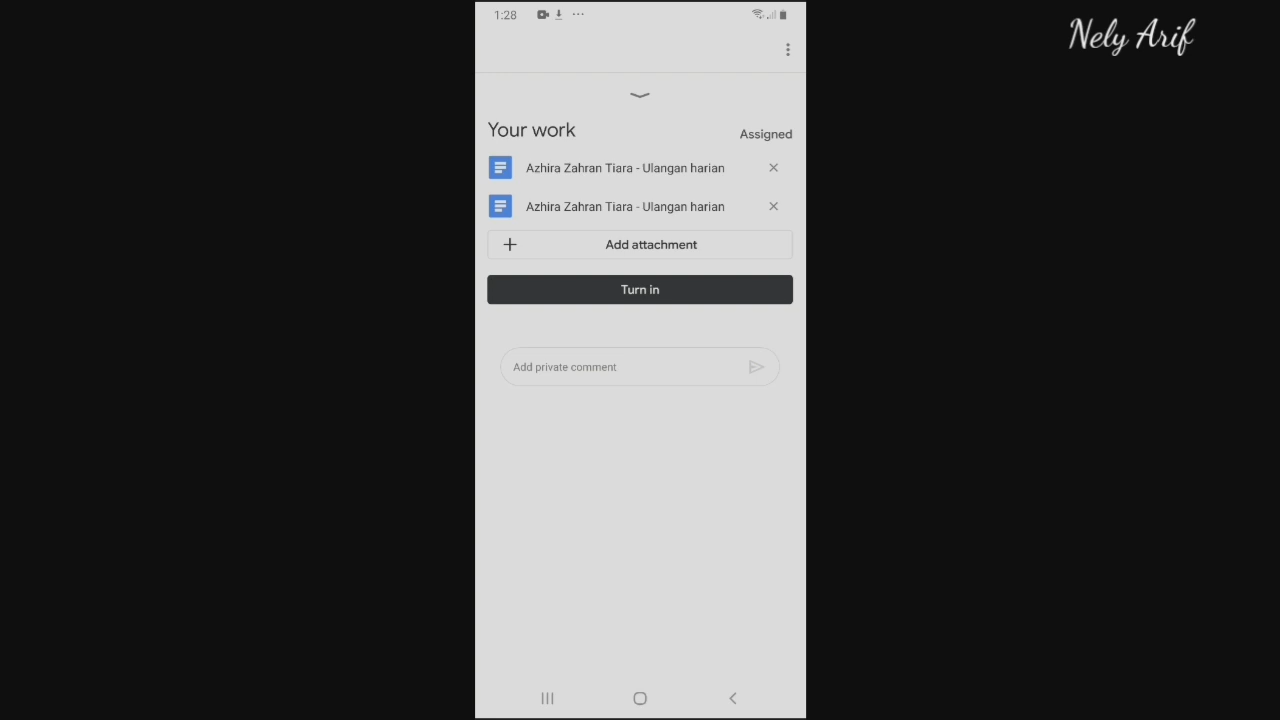 1:28
Nely Arif
Your work
Assigned
Azhira Zahran Tiara - Ulangan harian
Azhira Zahran Tiara - Ulangan harian
Add attachment
Turn in
Add private comment